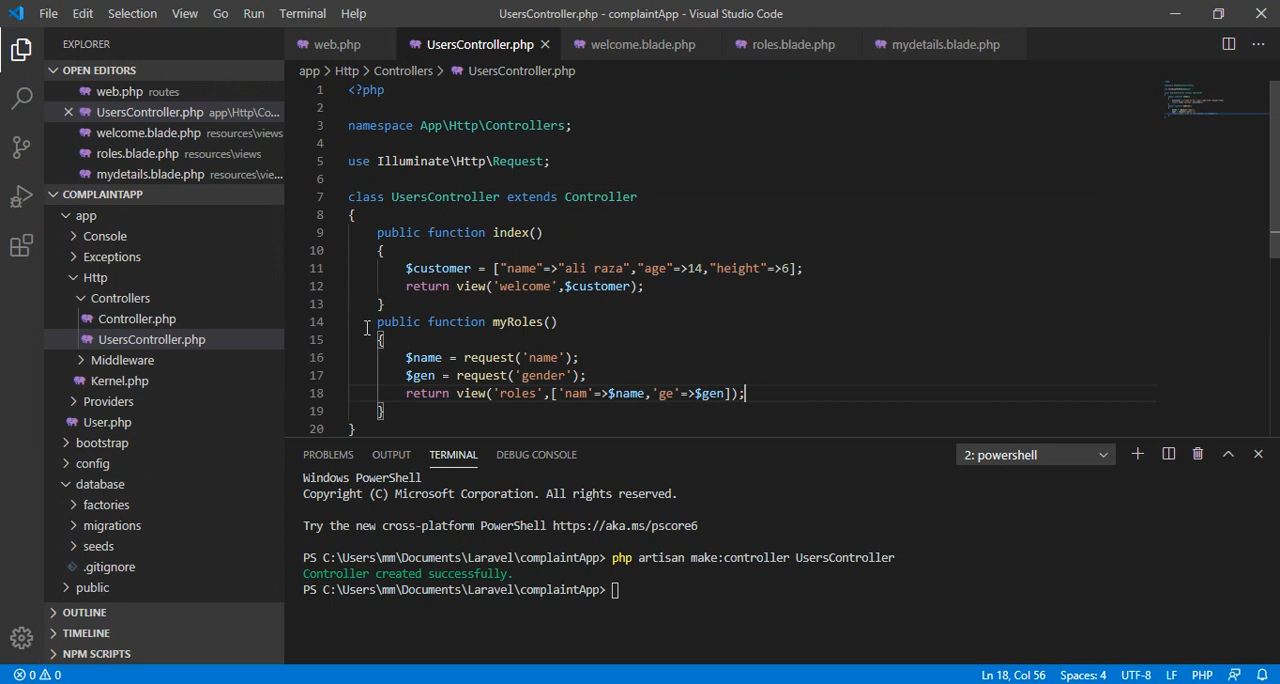 File Edit Selection View Go Run Terminal Help UsersController.php - complaintApp - Visual Studio Code
EXPLORER
OPEN EDITORS
web.php routes
UsersController.php app\Http\Co...
welcome.blade.php resources\views
roles.blade.php resources\views
mydetails.blade.php resources\vie...
COMPLAINTAPP
app
Console
Exceptions
Http
Controllers
Controller.php
UsersController.php
Middleware
Kernel.php
Providers
User.php
bootstrap
config
database
factories
migrations
seeds
.gitignore
public
OUTLINE
TIMELINE
NPM SCRIPTS
web.php UsersController.php welcome.blade.php roles.blade.php mydetails.blade.php
app > Http > Controllers > UsersController.php
1 <?php
2
3 namespace App\Http\Controllers;
4
5 use Illuminate\Http\Request;
6
7 class UsersController extends Controller
8 {
9 public function index()
10 {
11 $customer = ["name"=>"ali raza","age"=>14,"height"=>6];
12 return view('welcome',$customer);
13 }
14 public function myRoles()
15 {
16 $name = request('name');
17 $gen = request('gender');
18 return view('roles',['nam'=>$name,'ge'=>$gen]);
19 }
20 }
PROBLEMS OUTPUT TERMINAL DEBUG CONSOLE 2: powershell
Windows PowerShell
Copyright (C) Microsoft Corporation. All rights reserved.
Try the new cross-platform PowerShell https://aka.ms/pscore6
PS C:\Users\mm\Documents\Laravel\complaintApp> php artisan make:controller UsersController
Controller created successfully.
PS C:\Users\mm\Documents\Laravel\complaintApp>
0 0 Ln 18, Col 56 Spaces: 4 UTF-8 LF PHP